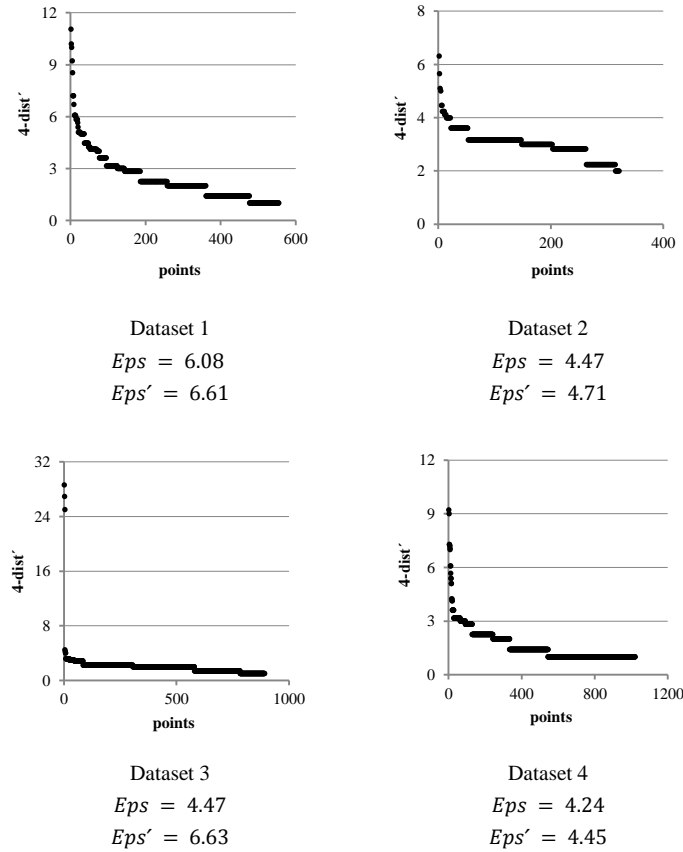 12
9
6
3
0
4-dist´
0 200 400 600
points
Dataset 1
Eps = 6.08
Eps′ = 6.61
8
6
4
2
0
4-dist´
0 200 400
points
Dataset 2
Eps = 4.47
Eps′ = 4.71
32
24
16
8
0
4-dist´
0 500 1000
points
Dataset 3
Eps = 4.47
Eps′ = 6.63
12
9
6
3
0
4-dist´
0 400 800 1200
points
Dataset 4
Eps = 4.24
Eps′ = 4.45